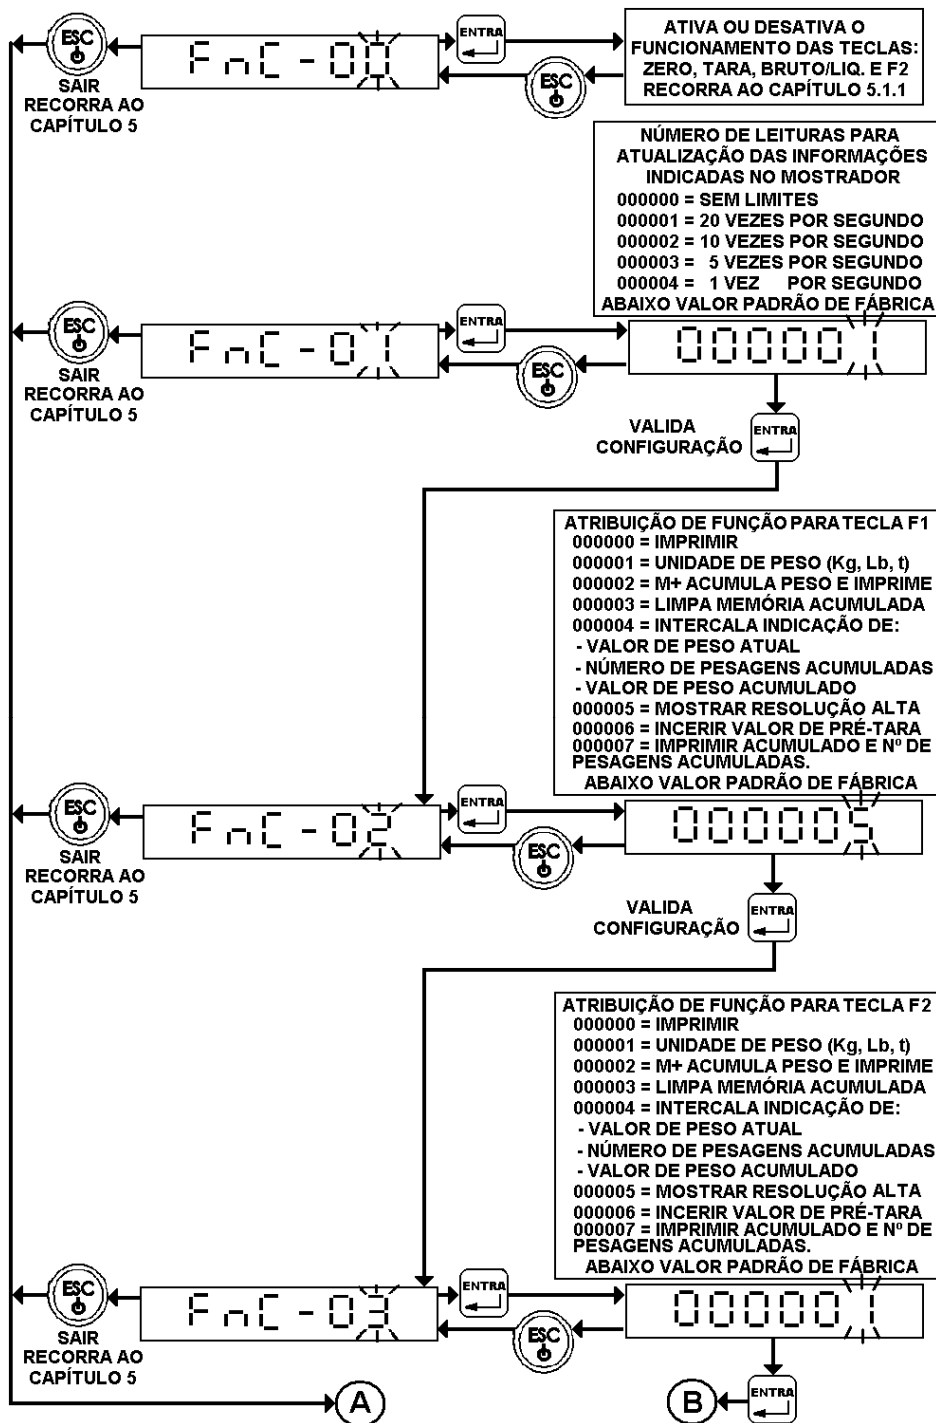 ESC
FnC-00
ENTRA
ATIVA OU DESATIVA O
FUNCIONAMENTO DAS TECLAS:
ZERO, TARA, BRUTO/LIQ. E F2
RECORRA AO CAPÍTULO 5.1.1
ESC
SAIR
RECORRA AO
CAPÍTULO 5
NÚMERO DE LEITURAS PARA
ATUALIZAÇÃO DAS INFORMAÇÕES
INDICADAS NO MOSTRADOR
000000 = SEM LIMITES
000001 = 20 VEZES POR SEGUNDO
000002 = 10 VEZES POR SEGUNDO
000003 = 5 VEZES POR SEGUNDO
000004 = 1 VEZ POR SEGUNDO
ABAIXO VALOR PADRÃO DE FÁBRICA
ESC
FnC-01
ENTRA
000001
ESC
SAIR
RECORRA AO
CAPÍTULO 5
VALIDA
CONFIGURAÇÃO
ENTRA
ATRIBUIÇÃO DE FUNÇÃO PARA TECLA F1
000000 = IMPRIMIR
000001 = UNIDADE DE PESO (Kg, Lb, t)
000002 = M+ ACUMULA PESO E IMPRIME
000003 = LIMPA MEMÓRIA ACUMULADA
000004 = INTERCALA INDICAÇÃO DE:
- VALOR DE PESO ATUAL
- NÚMERO DE PESAGENS ACUMULADAS
- VALOR DE PESO ACUMULADO
000005 = MOSTRAR RESOLUÇÃO ALTA
000006 = INCERIR VALOR DE PRÉ-TARA
000007 = IMPRIMIR ACUMULADO E Nº DE
PESAGENS ACUMULADAS.
ABAIXO VALOR PADRÃO DE FÁBRICA
ESC
FnC-02
ENTRA
000005
ESC
SAIR
RECORRA AO
CAPÍTULO 5
VALIDA
CONFIGURAÇÃO
ENTRA
ATRIBUIÇÃO DE FUNÇÃO PARA TECLA F2
000000 = IMPRIMIR
000001 = UNIDADE DE PESO (Kg, Lb, t)
000002 = M+ ACUMULA PESO E IMPRIME
000003 = LIMPA MEMÓRIA ACUMULADA
000004 = INTERCALA INDICAÇÃO DE:
- VALOR DE PESO ATUAL
- NÚMERO DE PESAGENS ACUMULADAS
- VALOR DE PESO ACUMULADO
000005 = MOSTRAR RESOLUÇÃO ALTA
000006 = INCERIR VALOR DE PRÉ-TARA
000007 = IMPRIMIR ACUMULADO E Nº DE
PESAGENS ACUMULADAS.
ABAIXO VALOR PADRÃO DE FÁBRICA
ESC
FnC-03
ENTRA
000001
ESC
SAIR
RECORRA AO
CAPÍTULO 5
A
B
ENTRA